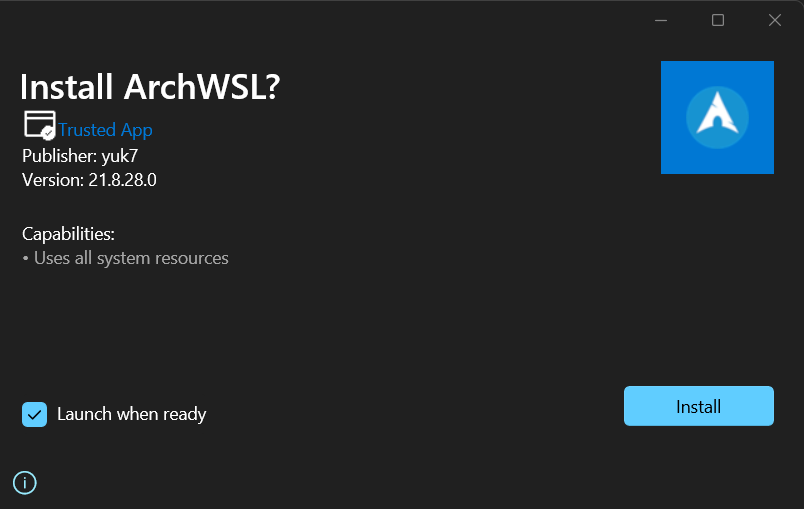 Install ArchWSL?
Trusted App
Publisher: yuk7
Version: 21.8.28.0
Capabilities:
• Uses all system resources
Launch when ready
Install